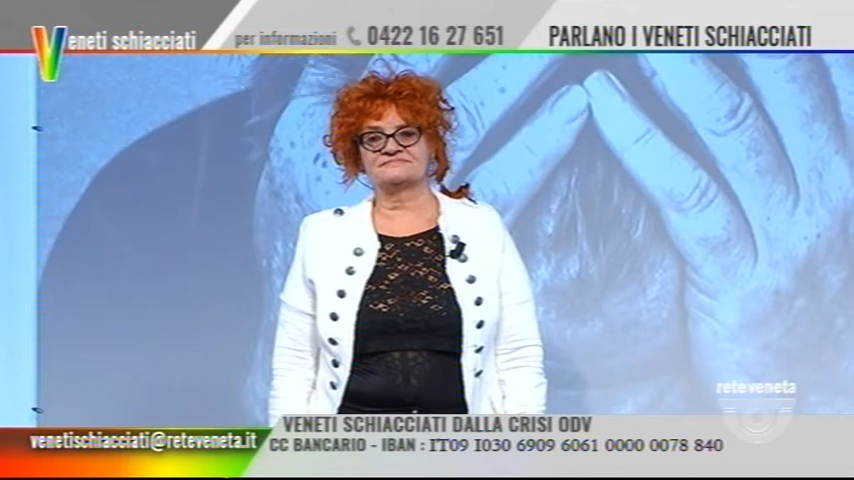 Veneti schiacciati
per informazioni 0422 16 27 651
PARLANO I VENETI SCHIACCIATI
reteveneta
VENETI SCHIACCIATI DALLA CRISI ODV
venetischiacciati@reteveneta.it
CC BANCARIO - IBAN : IT09 I030 6909 6061 0000 0078 840